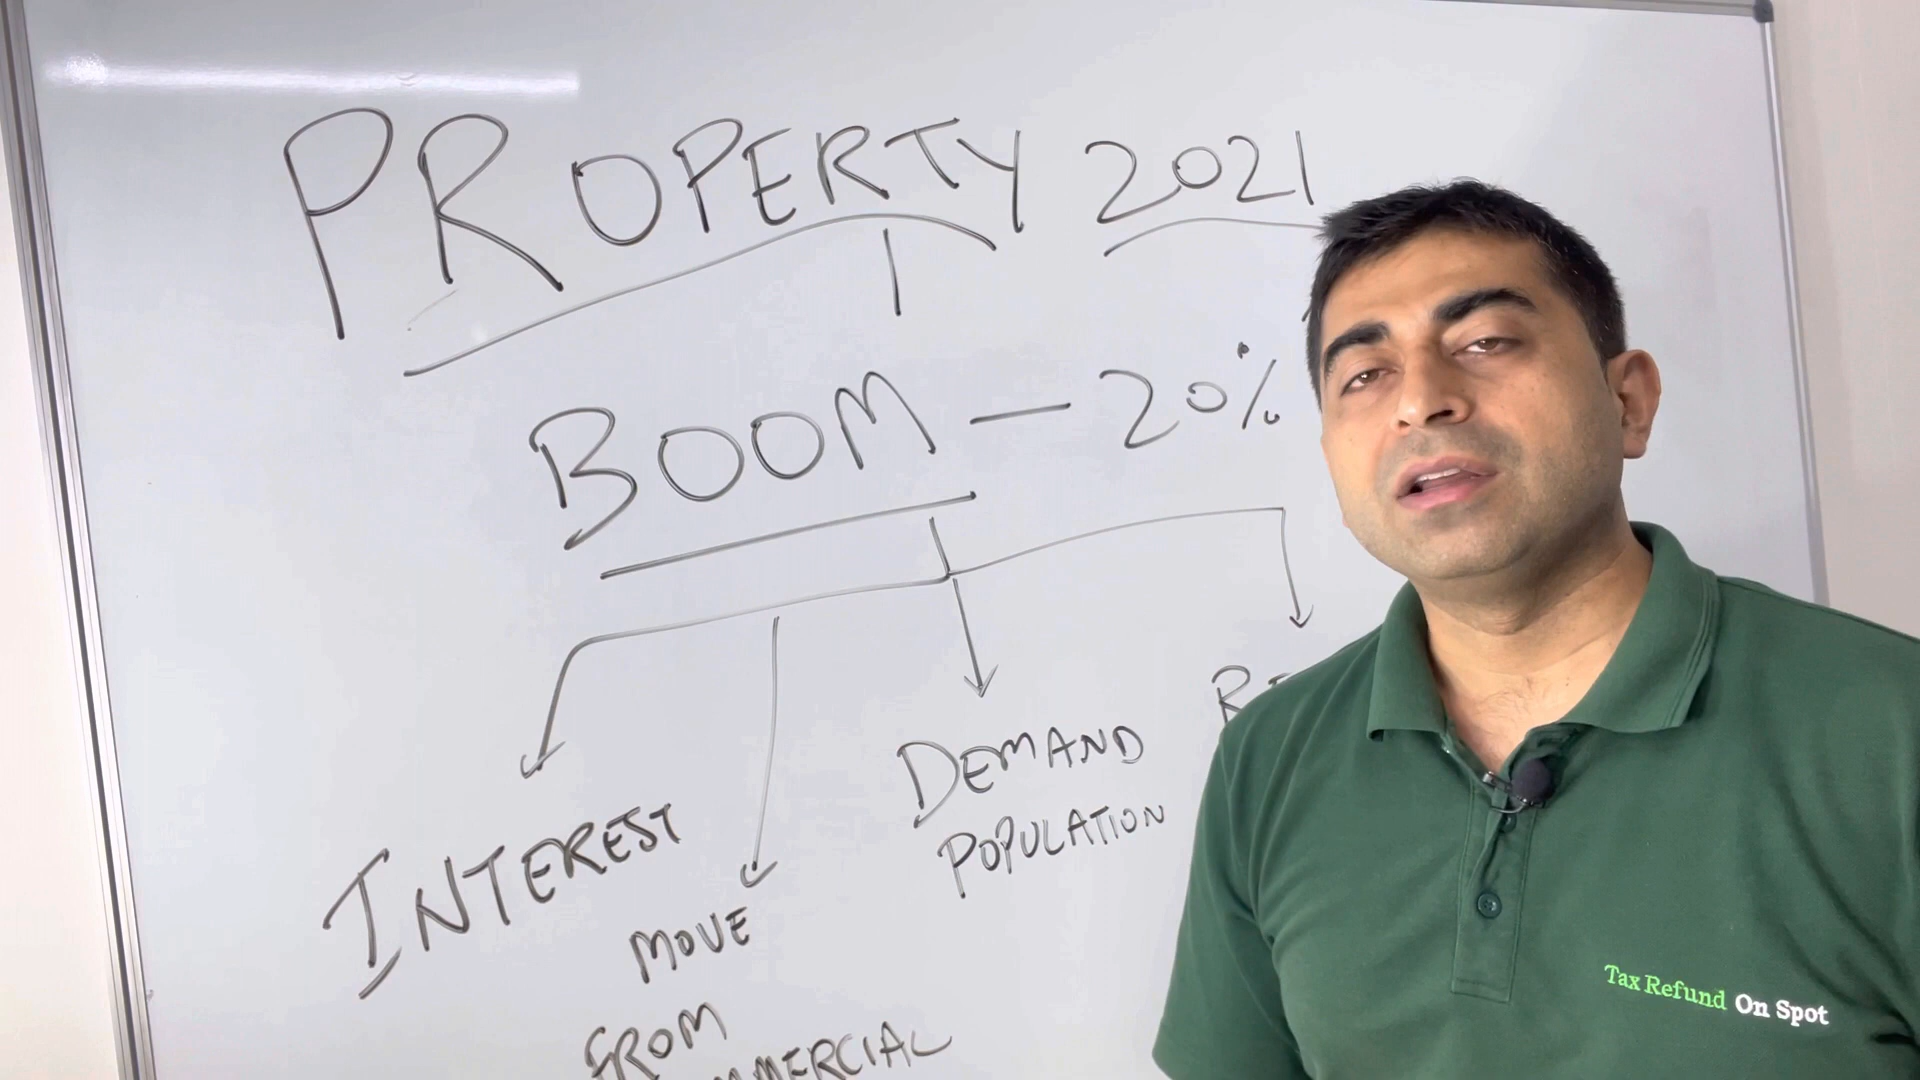 PROPERTY 2021
BOOM - 20%
INTEREST
MOVE
FROM
DEMAND
POPULATION
Tax Refund On Spot